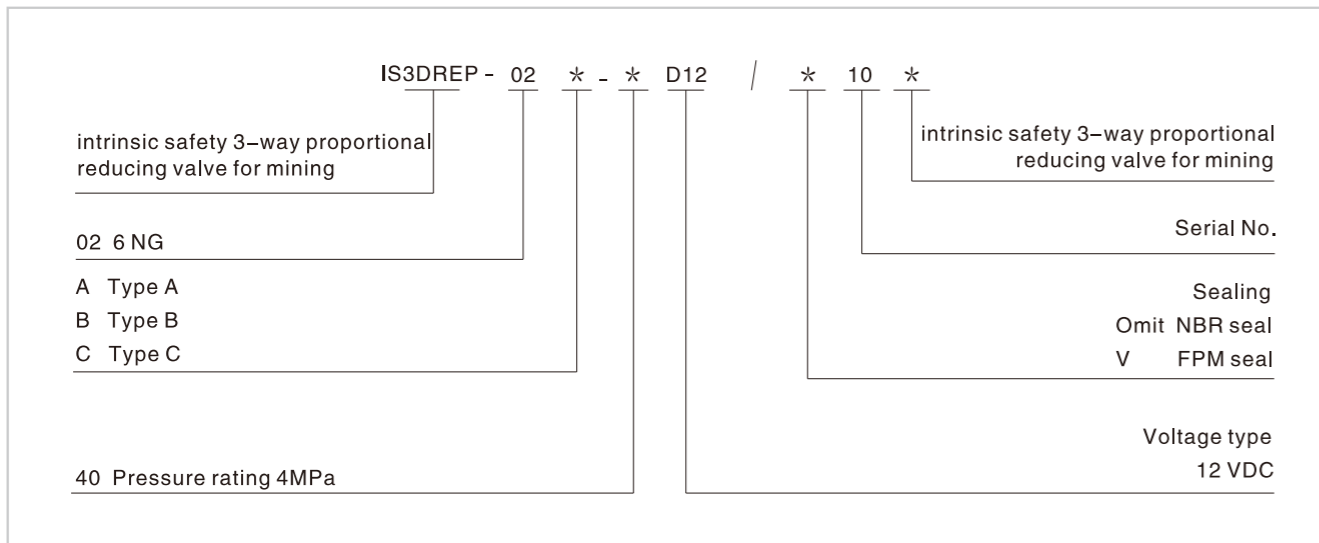 IS3DREP - 02 * - * D12 / * 10 *
intrinsic safety 3-way proportional
reducing valve for mining
02 6 NG
A Type A
B Type B
C Type C
40 Pressure rating 4MPa
intrinsic safety 3-way proportional
reducing valve for mining
Serial No.
Sealing
Omit NBR seal
V FPM seal
Voltage type
12 VDC